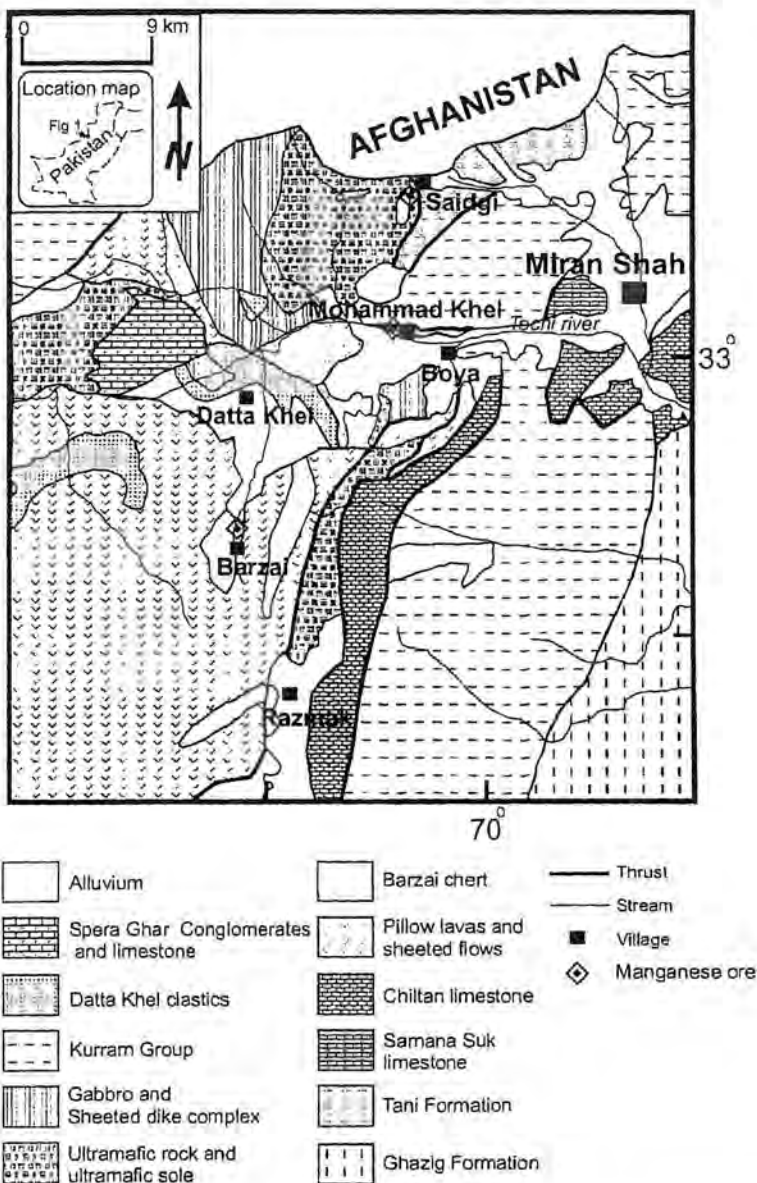 0 9 km
Location map
Fig 1
Pakistan
N
AFGHANISTAN
Saidgi
Miran Shah
Mohammad Khel
Tochi river
33°
Boya
Datta Khel
Barzai
Razmak
70°
Alluvium
Spera Ghar Conglomerates
and limestone
Datta Khel clastics
Kurram Group
Gabbro and
Sheeted dike complex
Ultramafic rock and
ultramafic sole
Barzai chert
Pillow lavas and
sheeted flows
Chiltan limestone
Samana Suk
limestone
Tani Formation
Ghazig Formation
Thrust
Stream
Village
Manganese ore